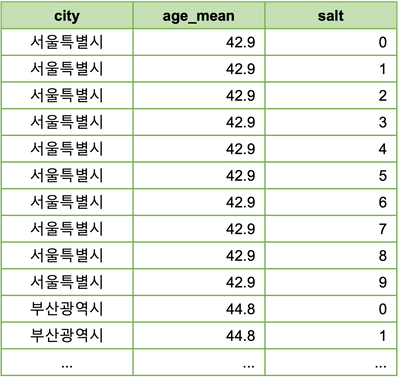 city age_mean salt
서울특별시 42.9 0
서울특별시 42.9 1
서울특별시 42.9 2
서울특별시 42.9 3
서울특별시 42.9 4
서울특별시 42.9 5
서울특별시 42.9 6
서울특별시 42.9 7
서울특별시 42.9 8
서울특별시 42.9 9
부산광역시 44.8 0
부산광역시 44.8 1
... ... ...